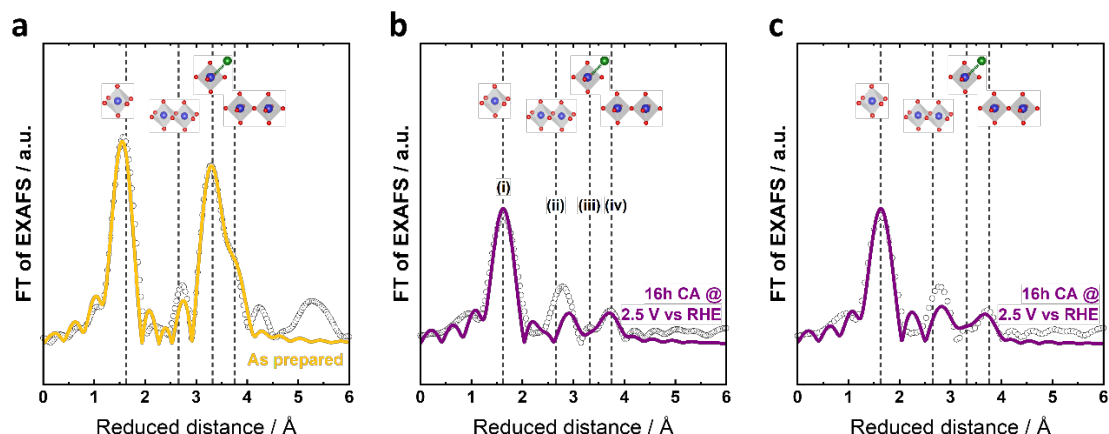 a
FT of EXAFS / a.u.
As prepared
0 1 2 3 4 5 6
Reduced distance / Å
b
FT of EXAFS / a.u.
(i)
(ii) (iii) (iv)
16h CA @
2.5 V vs RHE
0 1 2 3 4 5 6
Reduced distance / Å
c
FT of EXAFS / a.u.
16h CA @
2.5 V vs RHE
0 1 2 3 4 5 6
Reduced distance / Å